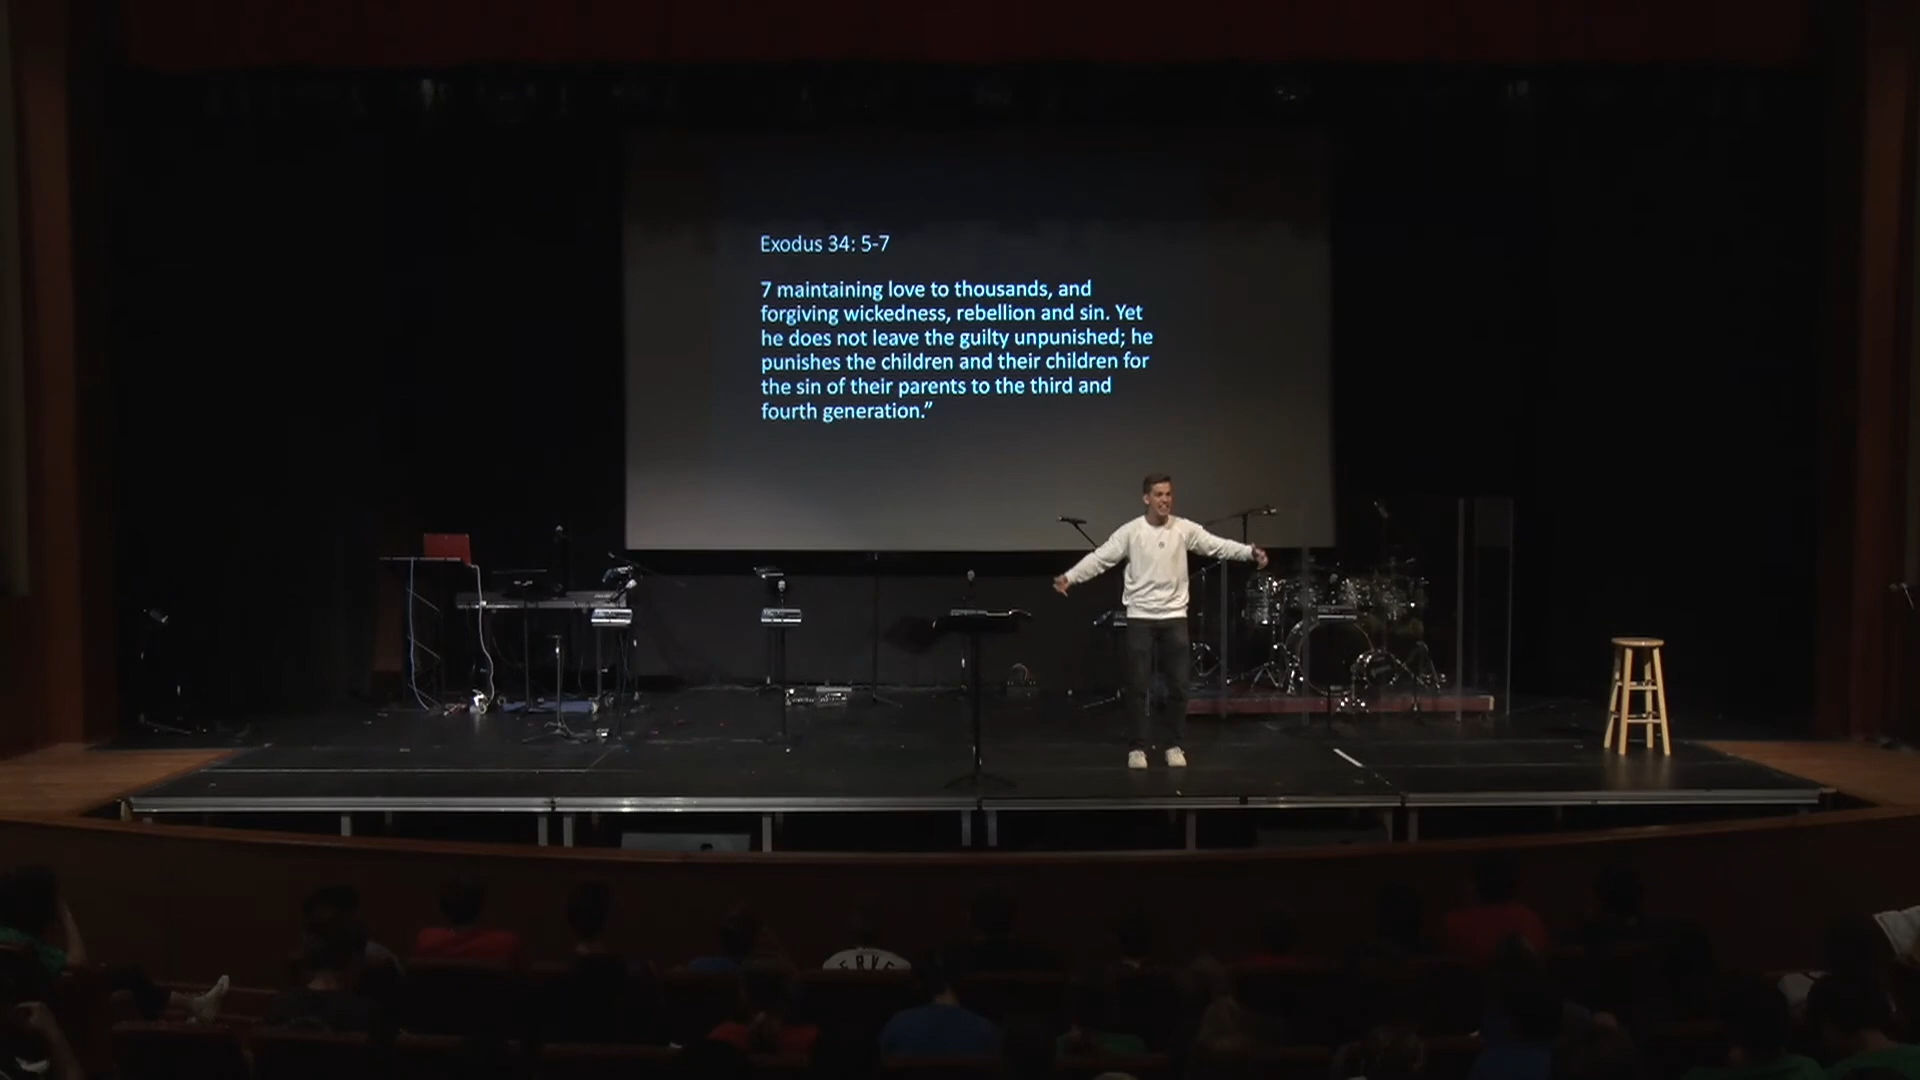 Exodus 34: 5-7
7 maintaining love to thousands, and
forgiving wickedness, rebellion and sin. Yet
he does not leave the guilty unpunished; he
punishes the children and their children for
the sin of their parents to the third and
fourth generation.”